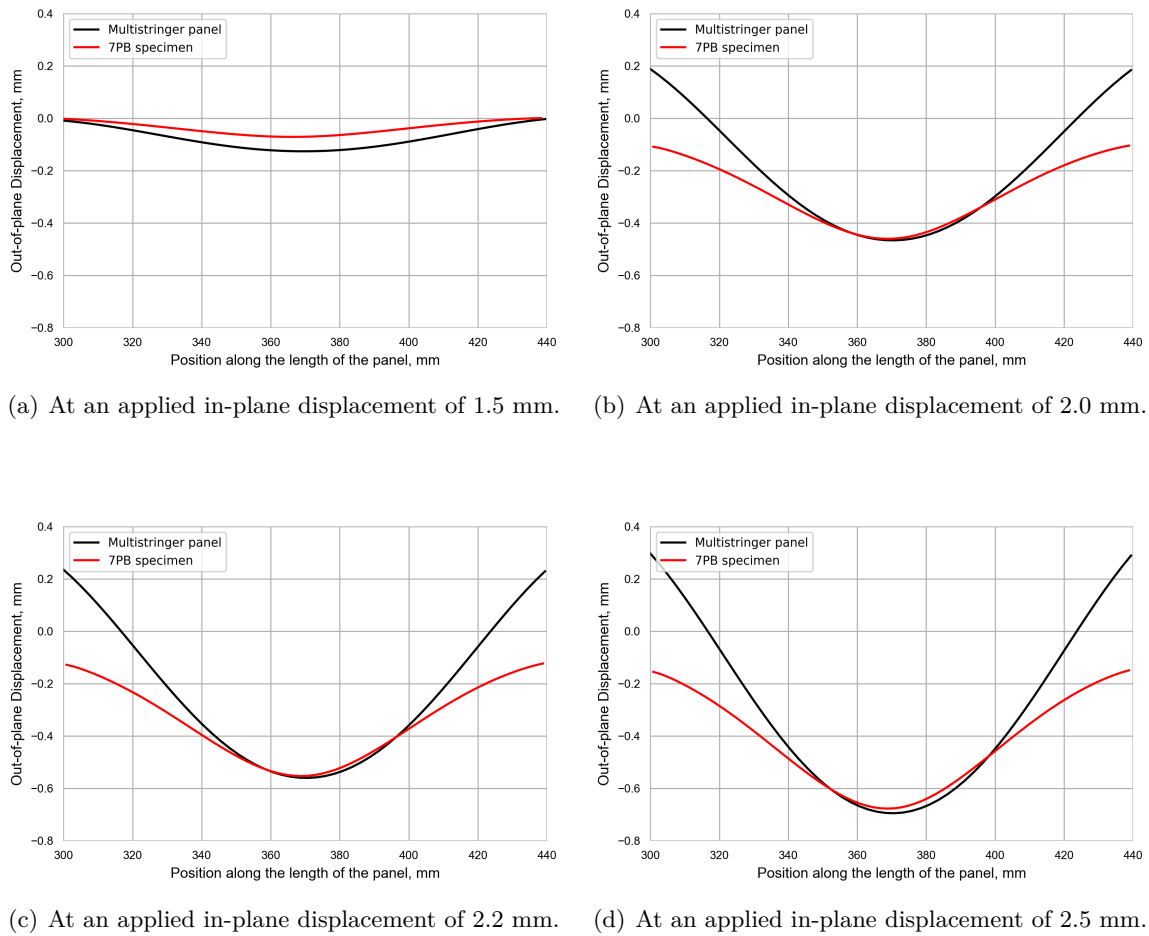 0.4
0.2
0.0
−0.2
−0.4
−0.6
−0.8
Out-of-plane Displacement, mm
Multistringer panel
7PB specimen
300 320 340 360 380 400 420 440
Position along the length of the panel, mm
(a) At an applied in-plane displacement of 1.5 mm.
0.4
0.2
0.0
−0.2
−0.4
−0.6
−0.8
Out-of-plane Displacement, mm
Multistringer panel
7PB specimen
300 320 340 360 380 400 420 440
Position along the length of the panel, mm
(b) At an applied in-plane displacement of 2.0 mm.
0.4
0.2
0.0
−0.2
−0.4
−0.6
−0.8
Out-of-plane Displacement, mm
Multistringer panel
7PB specimen
300 320 340 360 380 400 420 440
Position along the length of the panel, mm
(c) At an applied in-plane displacement of 2.2 mm.
0.4
0.2
0.0
−0.2
−0.4
−0.6
−0.8
Out-of-plane Displacement, mm
Multistringer panel
7PB specimen
300 320 340 360 380 400 420 440
Position along the length of the panel, mm
(d) At an applied in-plane displacement of 2.5 mm.